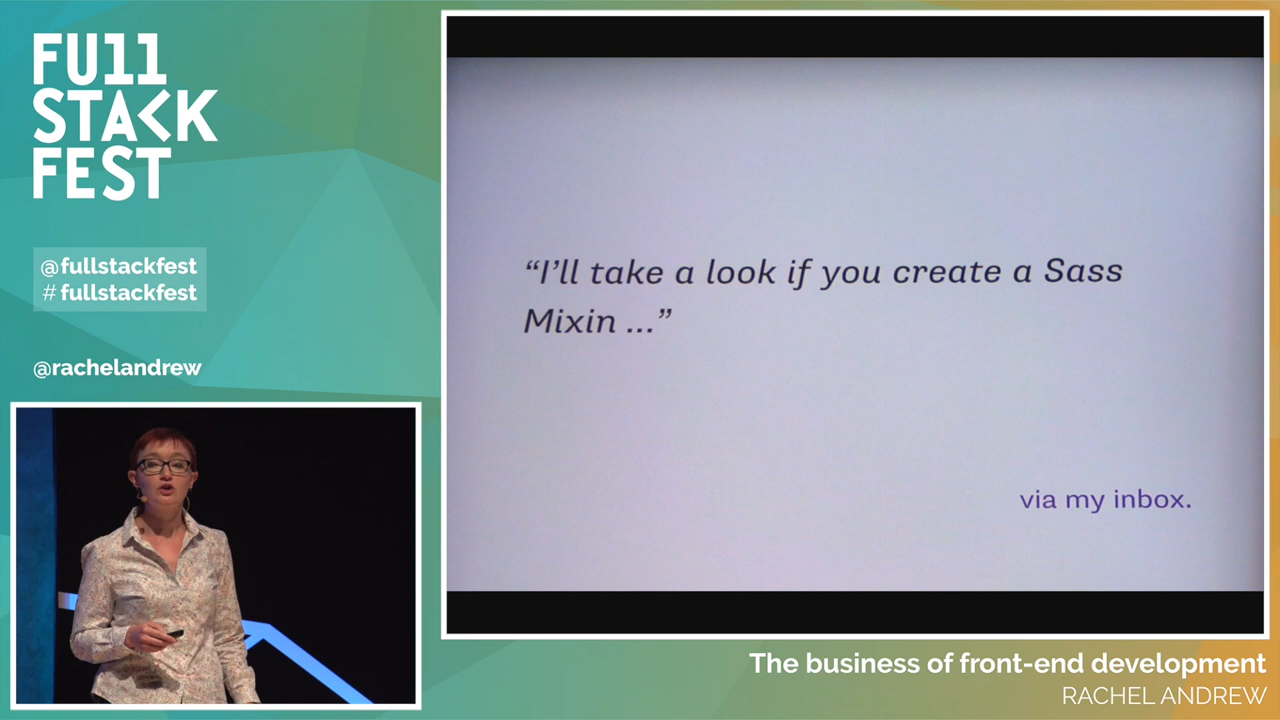 FULL
STACK
FEST
@fullstackfest
# fullstackfest
@rachelandrew
“I’ll take a look if you create a Sass
Mixin ...”
via my inbox.
The business of front-end development
RACHEL ANDREW